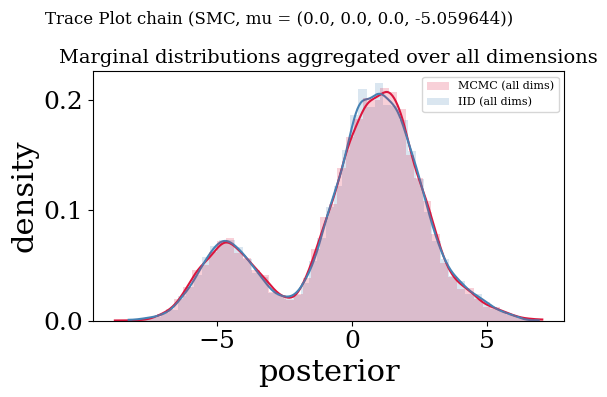 Trace Plot chain (SMC, mu = (0.0, 0.0, 0.0, -5.059644))
Marginal distributions aggregated over all dimensions
MCMC (all dims)
IID (all dims)
density
0.2
0.1
0.0
−5
0
5
posterior